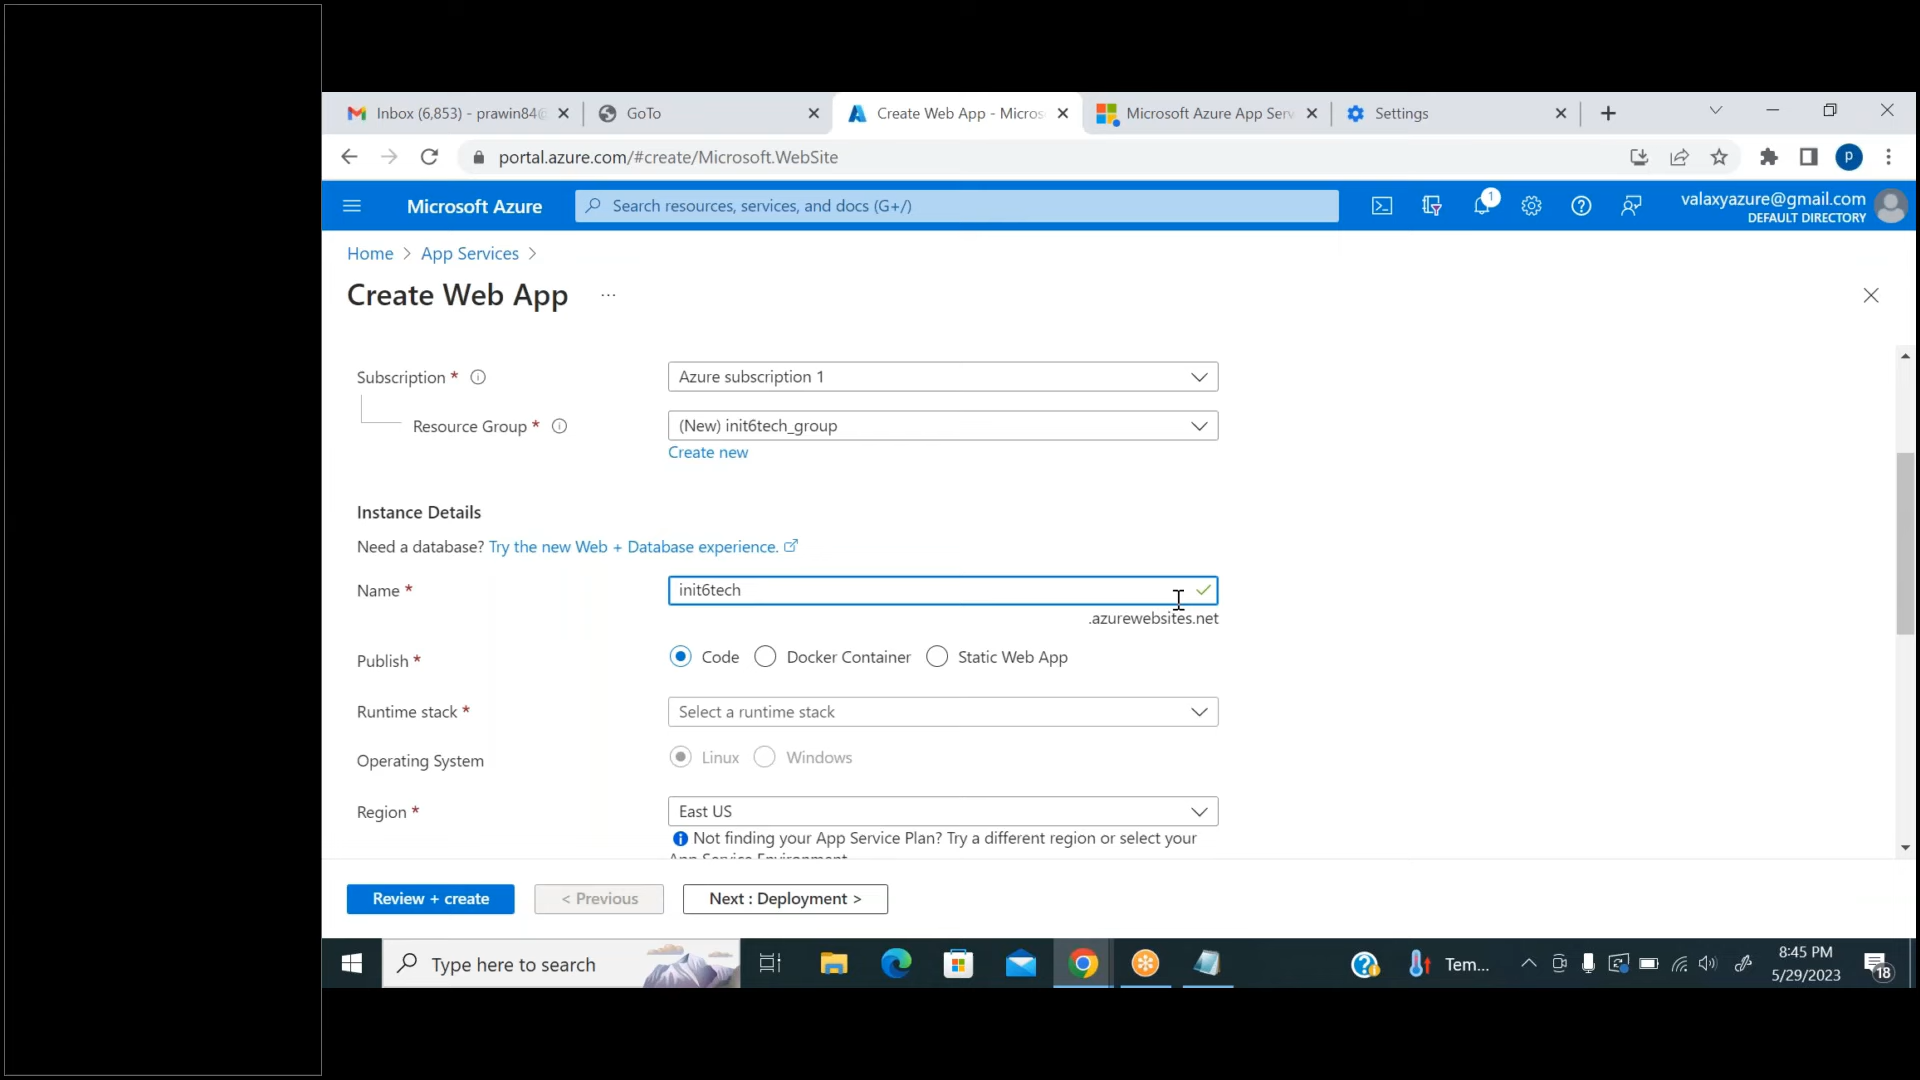 Inbox (6,853) - prawin84@
GoTo
Create Web App - Micros
Microsoft Azure App Serv
Settings
portal.azure.com/#create/Microsoft.WebSite
p
Microsoft Azure
Search resources, services, and docs (G+/)
1
valaxyazure@gmail.com
DEFAULT DIRECTORY
Home > App Services >
Create Web App ...
Subscription *
Azure subscription 1
Resource Group *
(New) init6tech_group
Create new
Instance Details
Need a database? Try the new Web + Database experience.
Name *
init6tech
.azurewebsites.net
Publish *
Code Docker Container Static Web App
Runtime stack *
Select a runtime stack
Operating System
Linux Windows
Region *
East US
Not finding your App Service Plan? Try a different region or select your
App Service Environment
Review + create
< Previous
Next : Deployment >
Type here to search
Tem...
8:45 PM
5/29/2023
18